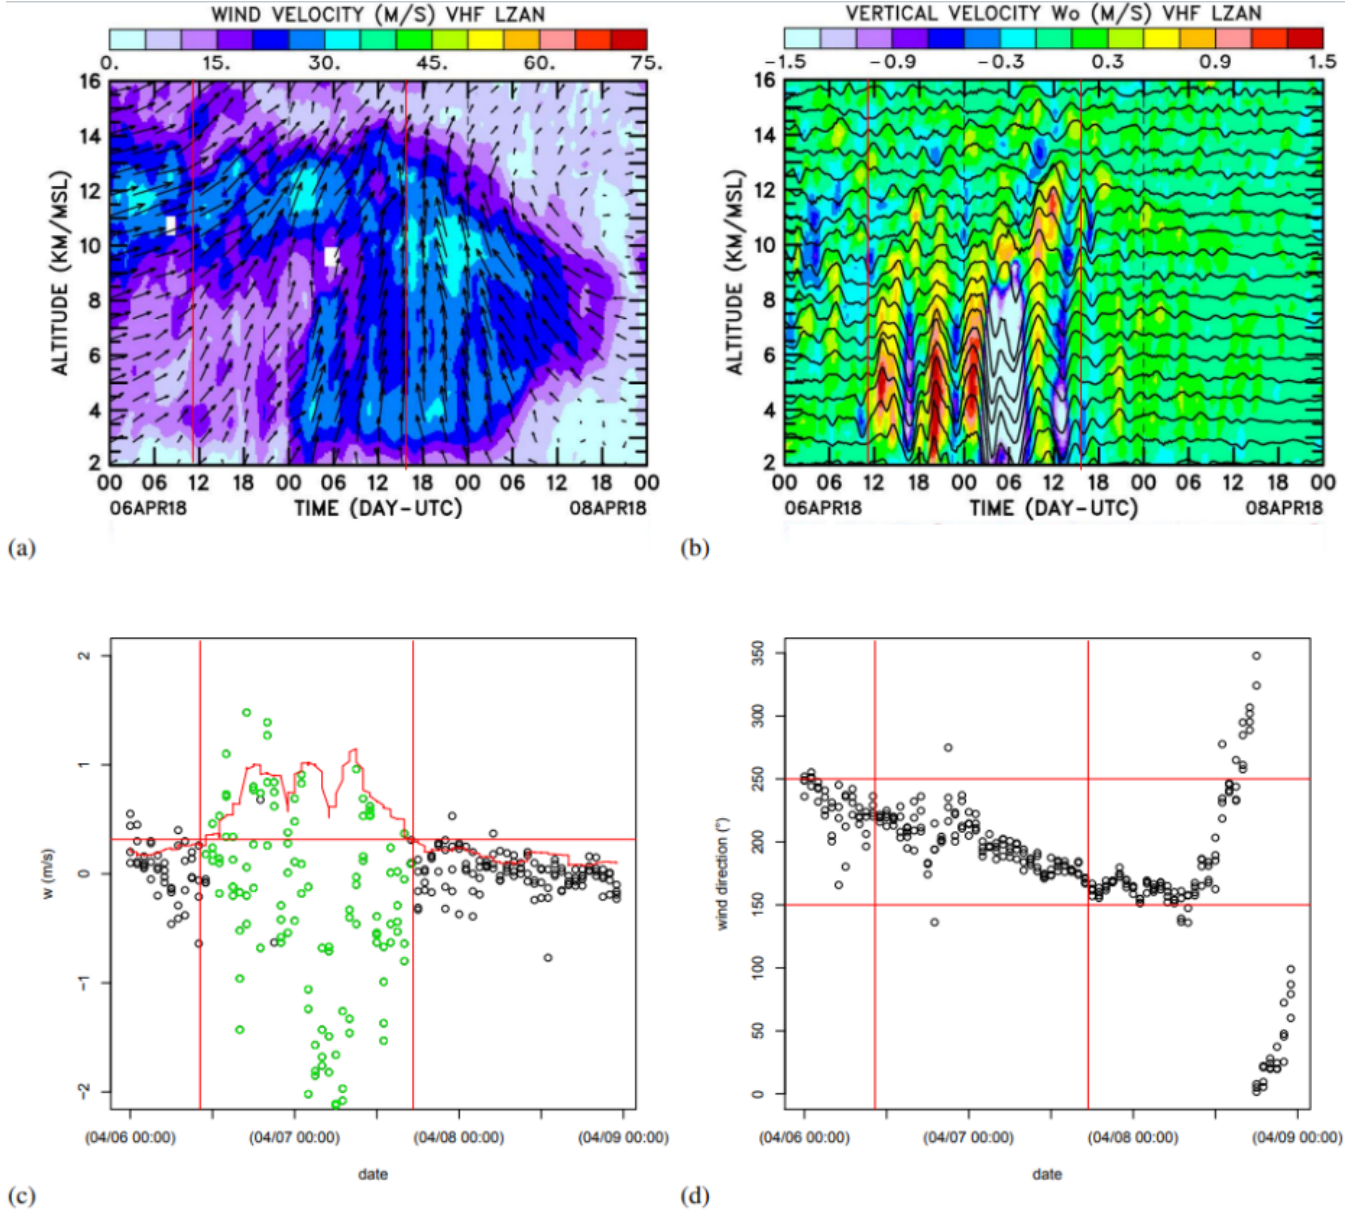 WIND VELOCITY (M/S) VHF LZAN
0. 15. 30. 45. 60. 75.
16
14
12
10
8
6
4
2
ALTITUDE (KM/MSL)
00 06 12 18 00 06 12 18 00 06 12 18 00
06APR18 TIME (DAY-UTC) 08APR18
(a)
VERTICAL VELOCITY Wo (M/S) VHF LZAN
-1.5 -0.9 -0.3 0.3 0.9 1.5
16
14
12
10
8
6
4
2
ALTITUDE (KM/MSL)
00 06 12 18 00 06 12 18 00 06 12 18 00
06APR18 TIME (DAY-UTC) 08APR18
(b)
2
1
0
-1
-2
w (m/s)
(04/06 00:00) (04/07 00:00) (04/08 00:00) (04/09 00:00)
date
(c)
350
300
250
200
150
100
50
0
wind direction (°)
(04/06 00:00) (04/07 00:00) (04/08 00:00) (04/09 00:00)
date
(d)